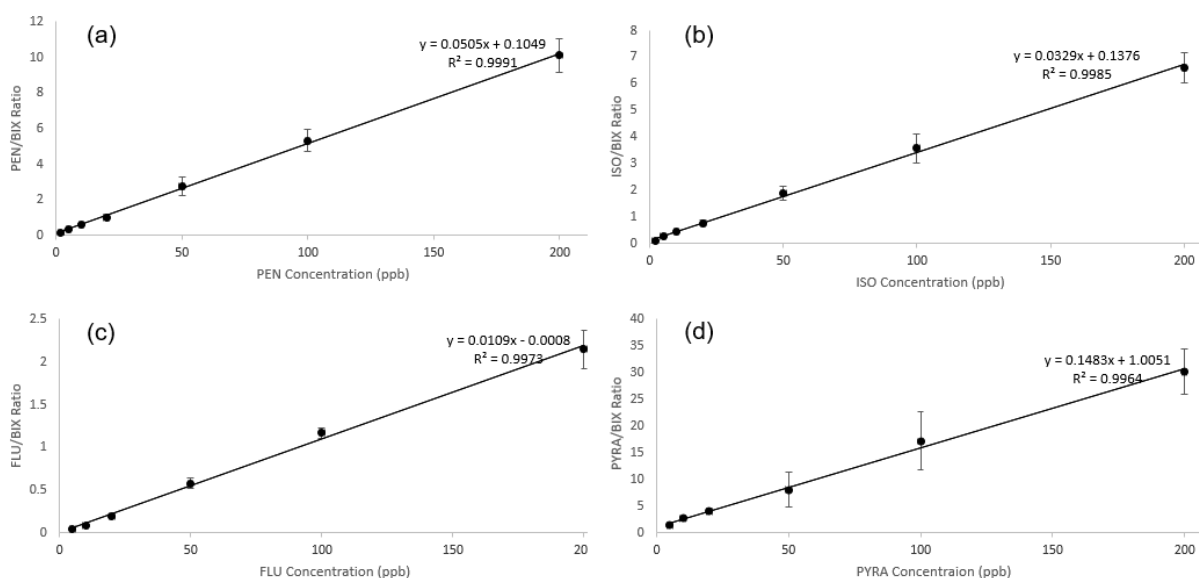 (a)
y = 0.0505x + 0.1049
R² = 0.9991
PEN/BIX Ratio
12
10
8
6
4
2
0
0 50 100 150 200
PEN Concentration (ppb)
(b)
y = 0.0329x + 0.1376
R² = 0.9985
ISO/BIX Ratio
8
7
6
5
4
3
2
1
0
0 50 100 150 200
ISO Concentration (ppb)
(c)
y = 0.0109x - 0.0008
R² = 0.9973
FLU/BIX Ratio
2.5
2
1.5
1
0.5
0
0 50 100 150 200
FLU Concentration (ppb)
(d)
y = 0.1483x + 1.0051
R² = 0.9964
PYRA/BIX Ratio
40
35
30
25
20
15
10
5
0
0 50 100 150 200
PYRA Concentraion (ppb)